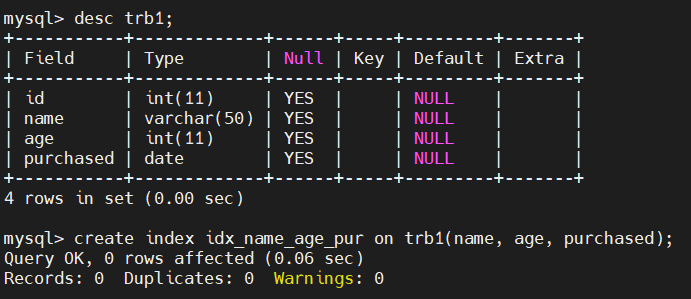 mysql> desc trb1;
+-----------+-------------+------+-----+---------+-------+
| Field     | Type        | Null | Key | Default | Extra |
+-----------+-------------+------+-----+---------+-------+
| id        | int(11)     | YES  |     | NULL    |       |
| name      | varchar(50) | YES  |     | NULL    |       |
| age       | int(11)     | YES  |     | NULL    |       |
| purchased | date        | YES  |     | NULL    |       |
+-----------+-------------+------+-----+---------+-------+
4 rows in set (0.00 sec)

mysql> create index idx_name_age_pur on trb1(name, age, purchased);
Query OK, 0 rows affected (0.06 sec)
Records: 0  Duplicates: 0  Warnings: 0